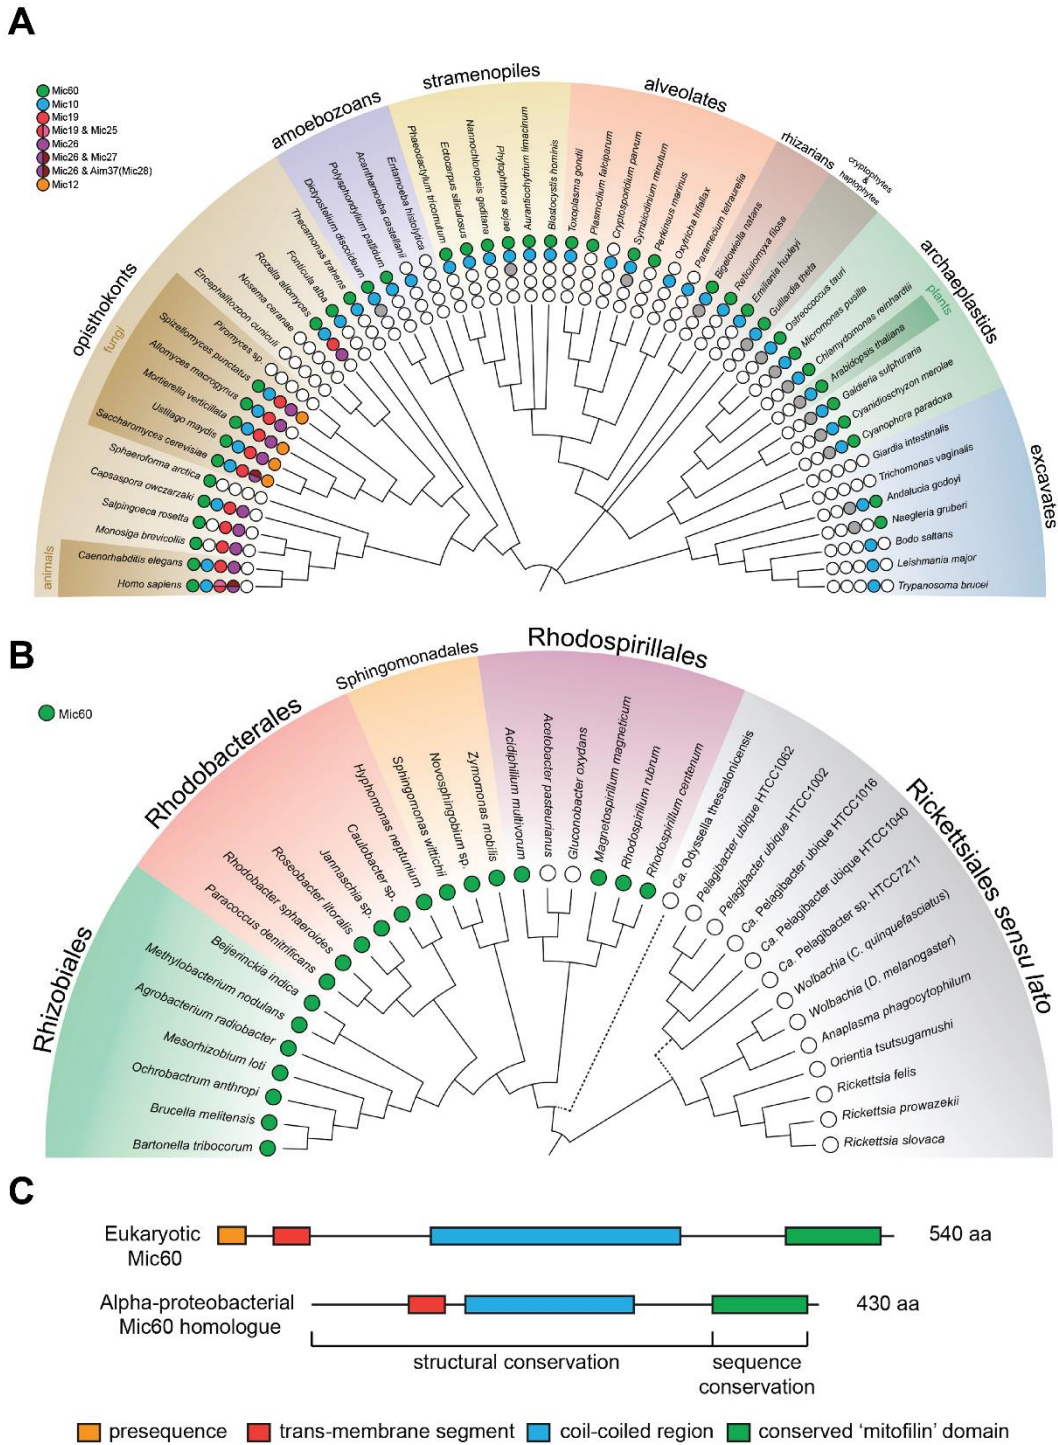 A
Mic60
Mic10
Mic19
Mic19 & Mic25
Mic26
Mic26 & Mic27
Mic26 & Aim37(Mic28)
Mic12
opisthokonts
fungi
animals
amoebozoans
stramenopiles
alveolates
rhizarians
cryptophytes
&
haptophytes
archaeplastids
plants
excavates
Homo sapiens
Caenorhabditis elegans
Monosiga brevicollis
Salpingoeca rosetta
Capsaspora owczarzaki
Sphaeroforma arctica
Saccharomyces cerevisiae
Ustilago maydis
Mortierella verticillata
Allomyces macrogynus
Spizellomyces punctatus
Piromyces sp.
Encephalitozoon cuniculi
Nosema ceranae
Rozella allomyces
Fonticula alba
Thecamonas trahens
Dictyostelium discoideum
Polysphondylium pallidum
Acanthamoeba castellanii
Entamoeba histolytica
Phaeodactylum tricornutum
Ectocarpus siliculosus
Nannochloropsis gaditana
Phytophthora sojae
Aurantiochytrium limacinum
Blastocystis hominis
Toxoplasma gondii
Plasmodium falciparum
Cryptosporidium parvum
Symbiodinium minutum
Perkinsus marinus
Oxytricha trifallax
Paramecium tetraurelia
Bigelowiella natans
Reticulomyxa filosa
Emiliania huxleyi
Guillardia theta
Ostreococcus tauri
Micromonas pusilla
Chlamydomonas reinhardtii
Arabidopsis thaliana
Galdieria sulphuraria
Cyanidioschyzon merolae
Cyanophora paradoxa
Giardia intestinalis
Trichomonas vaginalis
Andalucia godoyi
Naegleria gruberi
Bodo saltans
Leishmania major
Trypanosoma brucei
B
Mic60
Rhizobiales
Rhodobacterales
Sphingomonadales
Rhodospirillales
Rickettsiales sensu lato
Bartonella tribocorum
Brucella melitensis
Ochrobactrum anthropi
Mesorhizobium loti
Agrobacterium radiobacter
Methylobacterium nodulans
Beijerinckia indica
Paracoccus denitrificans
Rhodobacter sphaeroides
Roseobacter litoralis
Jannaschia sp.
Caulobacter sp.
Hyphomonas neptunium
Sphingomonas wittichii
Novosphingobium sp.
Zymomonas mobilis
Acidiphilium multivorum
Acetobacter pasteurianus
Gluconobacter oxydans
Magnetospirillum magneticum
Rhodospirillum rubrum
Rhodospirillum centenum
Ca. Odyssella thessalonicensis
Pelagibacter ubique HTCC1062
Pelagibacter ubique HTCC1002
Ca. Pelagibacter ubique HTCC1016
Ca. Pelagibacter ubique HTCC1040
Ca. Pelagibacter sp. HTCC7211
Wolbachia (C. quinquefasciatus)
Wolbachia (D. melanogaster)
Anaplasma phagocytophilum
Orientia tsutsugamushi
Rickettsia felis
Rickettsia prowazekii
Rickettsia slovaca
C
Eukaryotic
Mic60
540 aa
Alpha-proteobacterial
Mic60 homologue
430 aa
structural conservation
sequence
conservation
presequence
trans-membrane segment
coil-coiled region
conserved 'mitofilin' domain